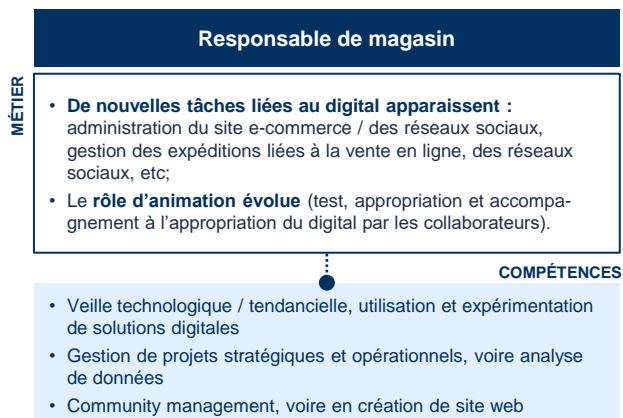 Responsable de magasin
MÉTIER
• De nouvelles tâches liées au digital apparaissent :
administration du site e-commerce / des réseaux sociaux,
gestion des expéditions liées à la vente en ligne, des réseaux
sociaux, etc;
• Le rôle d’animation évolue (test, appropriation et accompa-
gnement à l’appropriation du digital par les collaborateurs).
COMPÉTENCES
• Veille technologique / tendancielle, utilisation et expérimentation
de solutions digitales
• Gestion de projets stratégiques et opérationnels, voire analyse
de données
• Community management, voire en création de site web